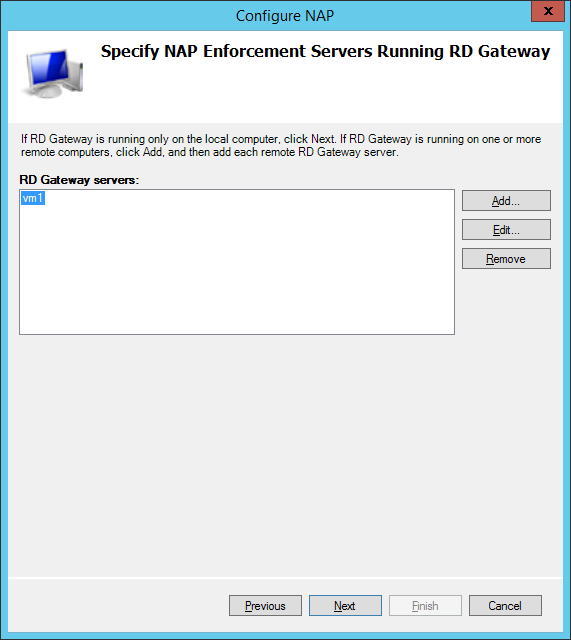 Configure NAP
x
Specify NAP Enforcement Servers Running RD Gateway
If RD Gateway is running only on the local computer, click Next. If RD Gateway is running on one or more
remote computers, click Add, and then add each remote RD Gateway server.
RD Gateway servers:
vm1
Add...
Edit...
Remove
Previous
Next
Finish
Cancel